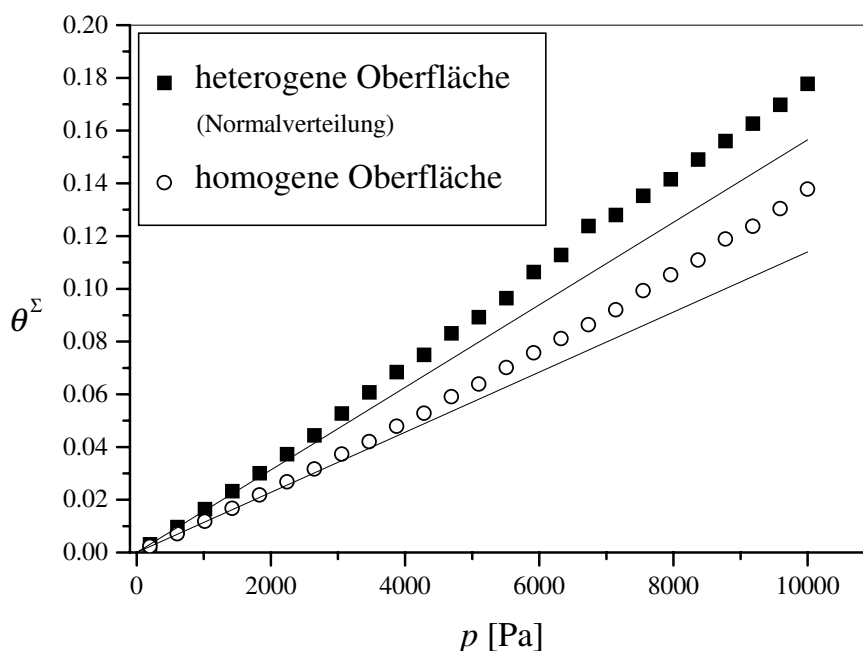 0.20
0.18
0.16
0.14
0.12
0.10
0.08
0.06
0.04
0.02
0.00
θ^Σ
heterogene Oberfläche
(Normalverteilung)
homogene Oberfläche
0 2000 4000 6000 8000 10000
p [Pa]